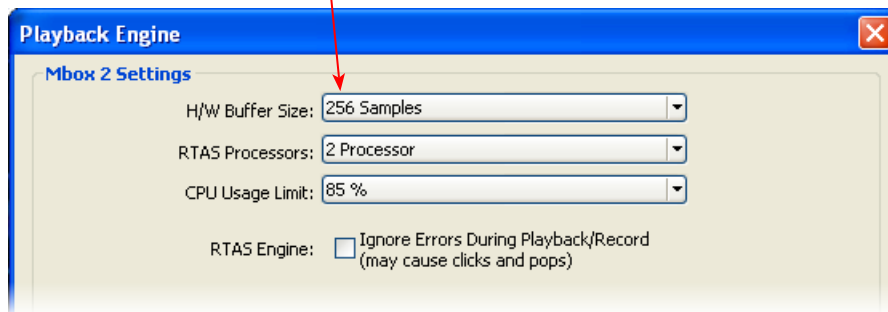 Playback Engine
Mbox 2 Settings
H/W Buffer Size: 256 Samples
RTAS Processors: 2 Processor
CPU Usage Limit: 85 %
RTAS Engine: Ignore Errors During Playback/Record
(may cause clicks and pops)